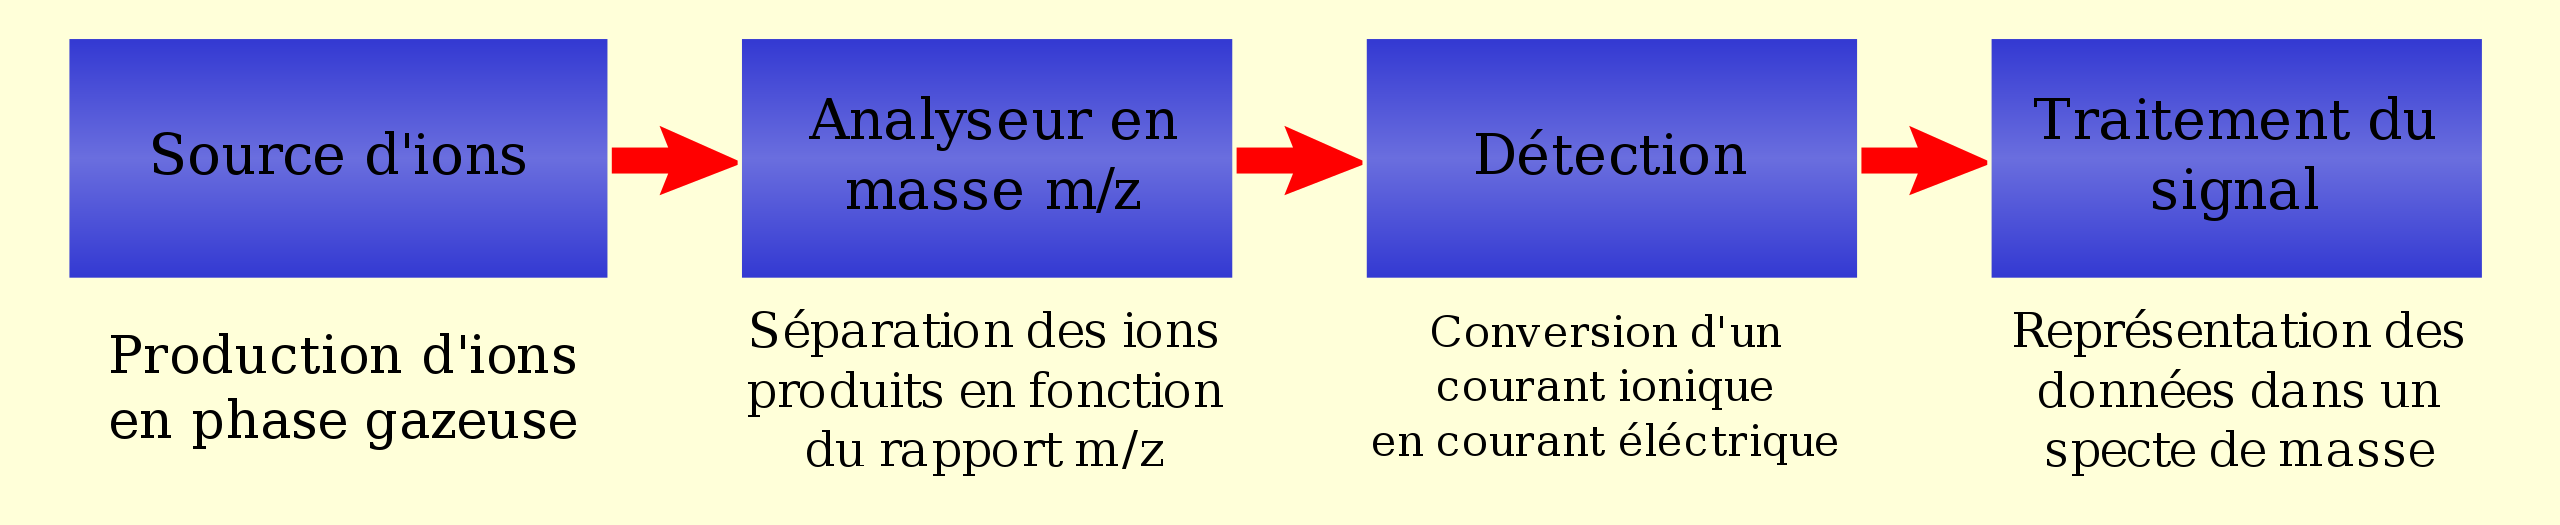 Source d'ions
Analyseur en
masse m/z
Détection
Traitement du
signal
Production d'ions
en phase gazeuse
Séparation des ions
produits en fonction
du rapport m/z
Conversion d'un
courant ionique
en courant éléctrique
Représentation des
données dans un
specte de masse